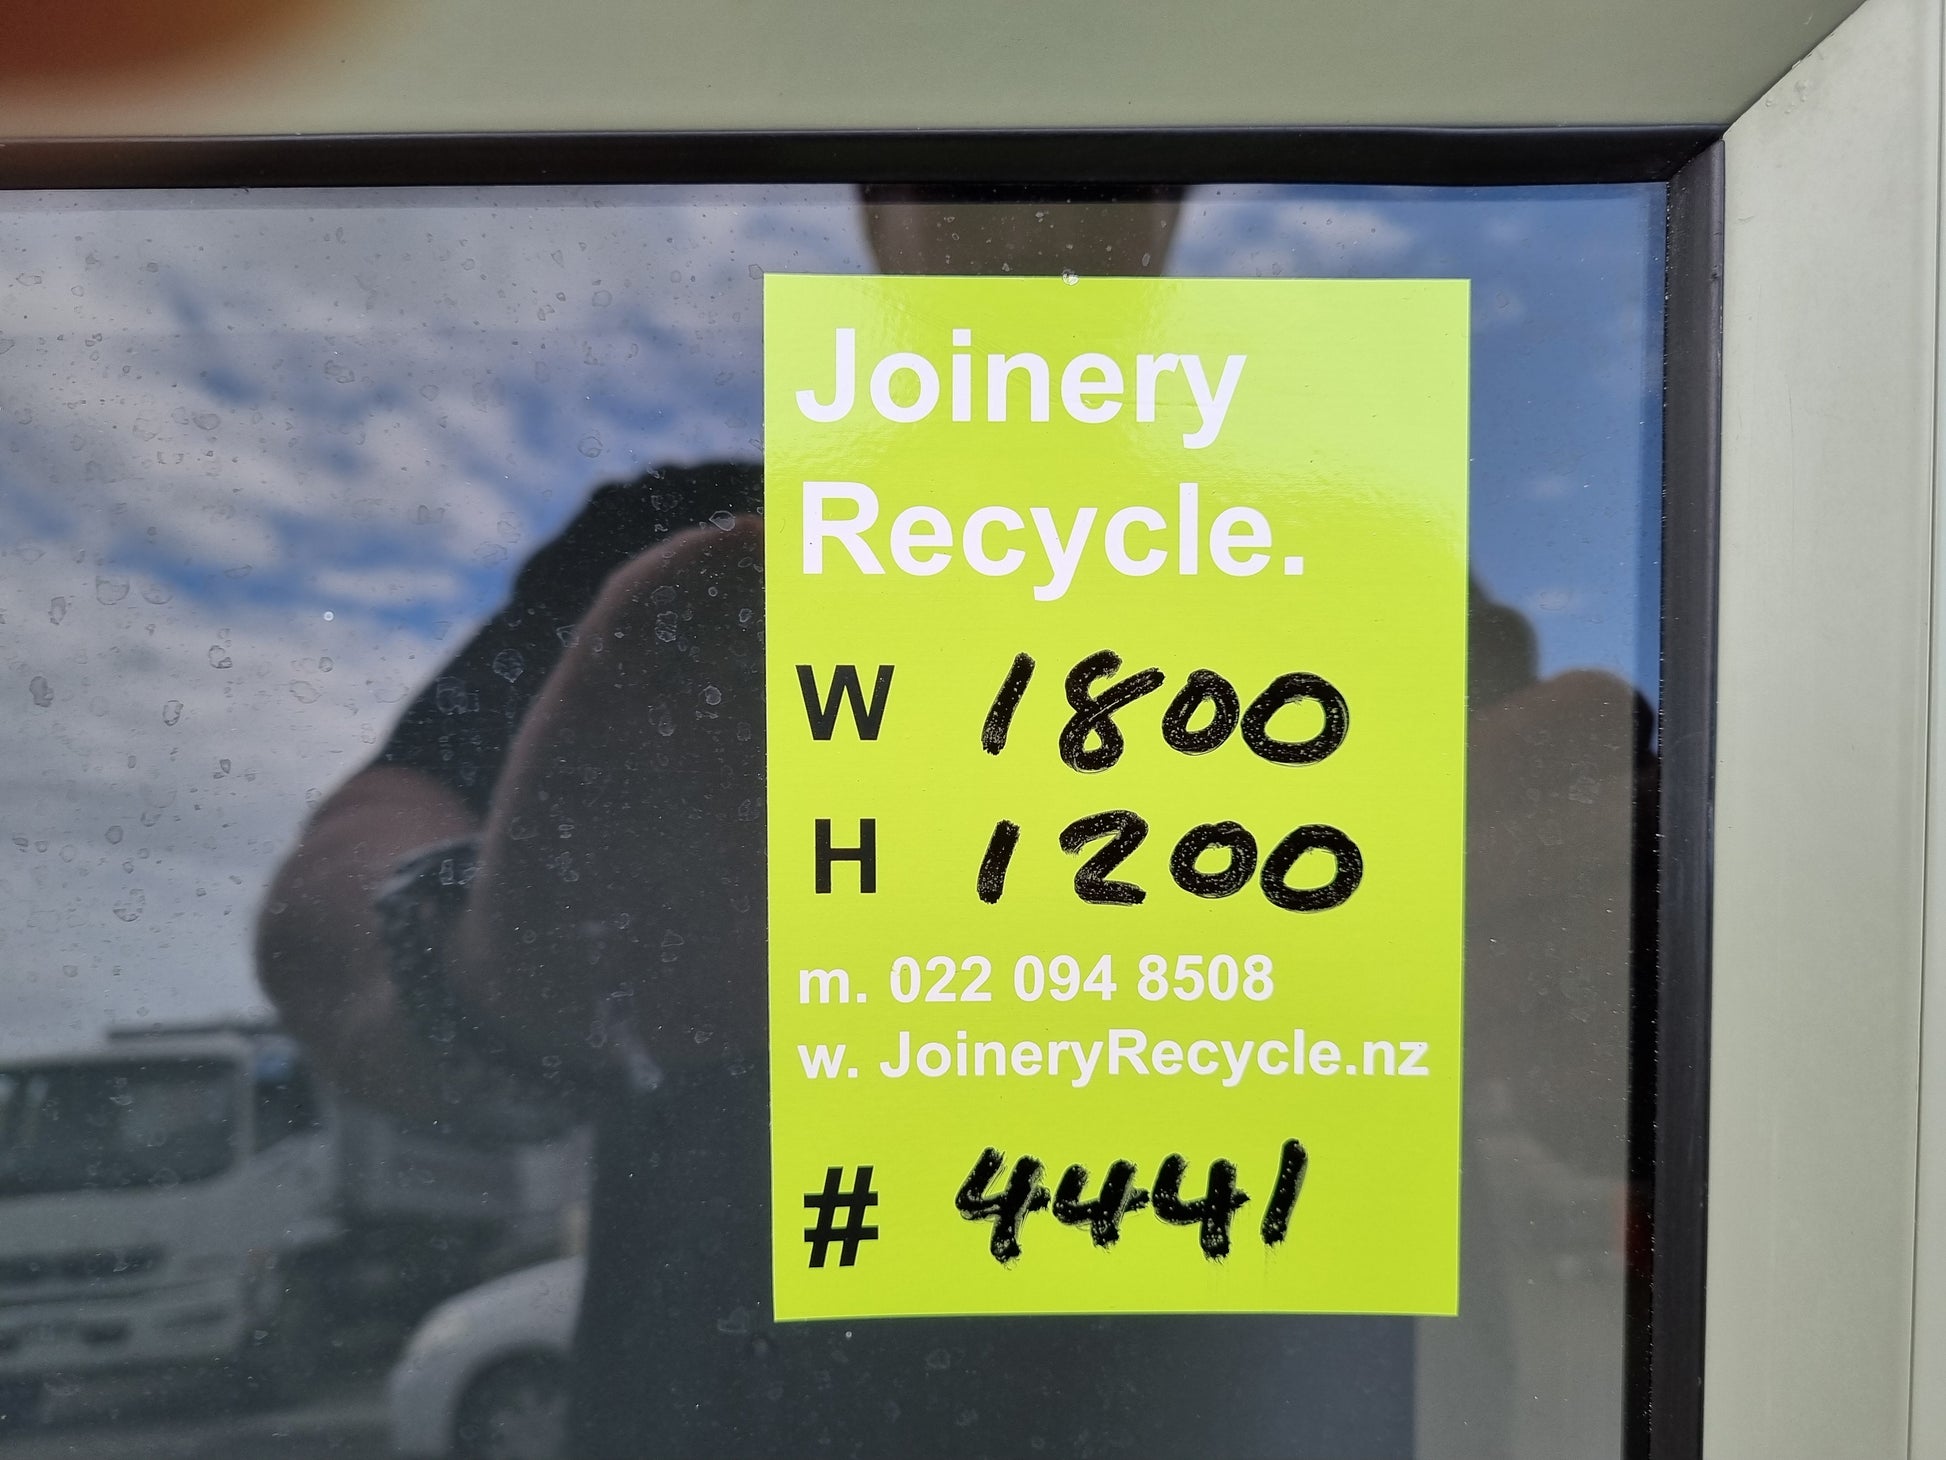 Joinery
Recycle.
W 1800
H 1200
m. 022 094 8508
w. JoineryRecycle.nz
# 4441